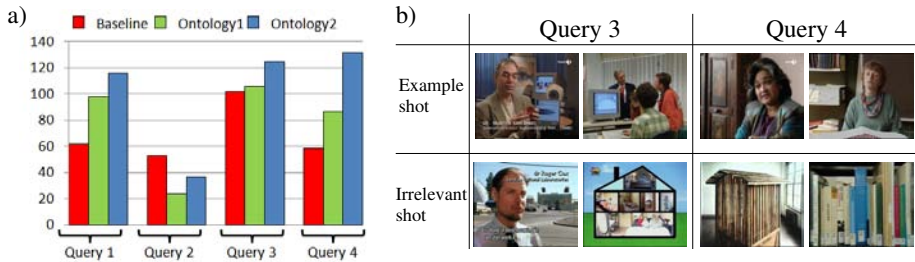 a)
Baseline Ontology1 Ontology2
140
120
100
80
60
40
20
0
Query 1 Query 2 Query 3 Query 4
b)
Query 3 Query 4
Example
shot
Irrelevant
shot